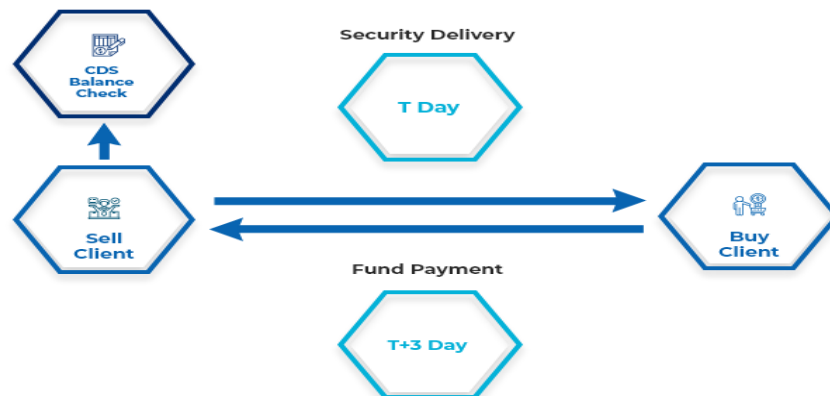 Security Delivery
CDS
Balance
Check
T Day
Sell
Client
Buy
Client
Fund Payment
T+3 Day